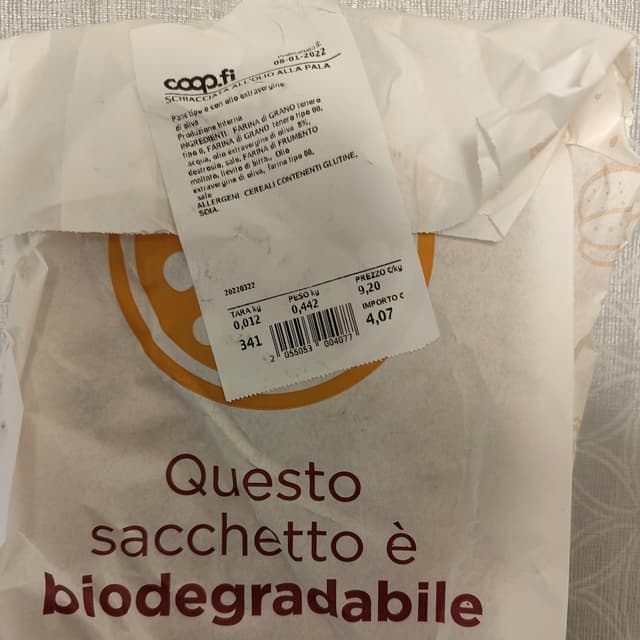 coop.fi
08-01-2022
SCHIACCIATA ALL'OLIO ALLA PALA
Pane tipo 0 con olio extravergine
di oliva
Produzione Interna
INGREDIENTI: FARINA di GRANO tenero
tipo 0, FARINA di GRANO tenero tipo 00,
acqua, olio extravergine di oliva 5%,
destrosio, sale, FARINA di FRUMENTO
maltato, lievito di birra,. Olio
extravergine di oliva, farina tipo 00,
sale
ALLERGENI: CEREALI CONTENENTI GLUTINE,
SOIA.
20220322
TARA kg PESO kg PREZZO €/kg
0,012 0,442 9,20
IMPORTO €
341 4,07
2 055053 004077
Questo
sacchetto è
biodegradabile